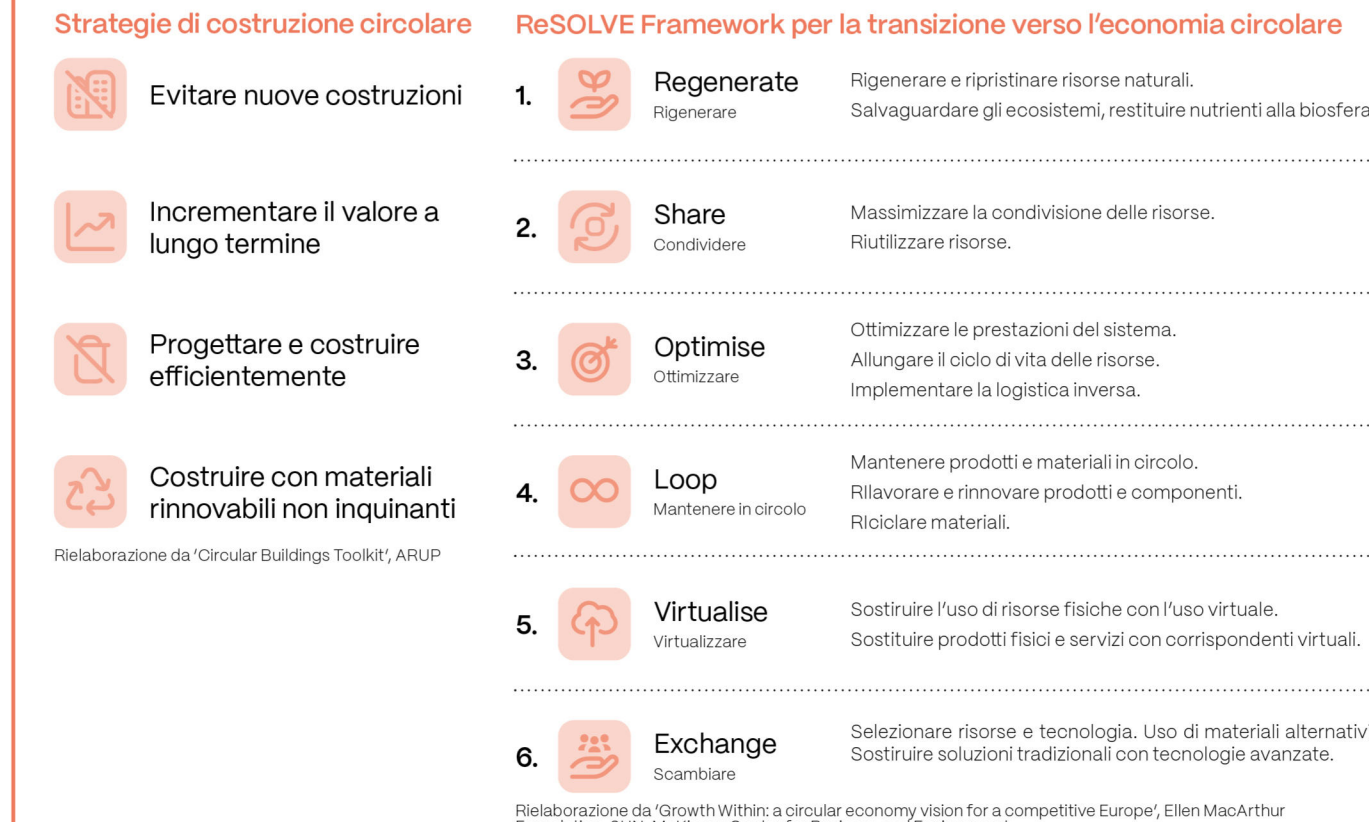 Strategie di costruzione circolare
Evitare nuove costruzioni
Incrementare il valore a
lungo termine
Progettare e costruire
efficientemente
Costruire con materiali
rinnovabili non inquinanti
Rielaborazione da ‘Circular Buildings Toolkit’, ARUP
ReSOLVE Framework per la transizione verso l’economia circolare
1.
Regenerate
Rigenerare
Rigenerare e ripristinare risorse naturali.
Salvaguardare gli ecosistemi, restituire nutrienti alla biosfera
2.
Share
Condividere
Massimizzare la condivisione delle risorse.
Riutilizzare risorse.
3.
Optimise
Ottimizzare
Ottimizzare le prestazioni del sistema.
Allungare il ciclo di vita delle risorse.
Implementare la logistica inversa.
4.
Loop
Mantenere in circolo
Mantenere prodotti e materiali in circolo.
RIlavorare e rinnovare prodotti e componenti.
RIciclare materiali.
5.
Virtualise
Virtualizzare
Sostiruire l’uso di risorse fisiche con l’uso virtuale.
Sostituire prodotti fisici e servizi con corrispondenti virtuali.
6.
Exchange
Scambiare
Selezionare risorse e tecnologia. Uso di materiali alternativi
Sostiruire soluzioni tradizionali con tecnologie avanzate.
Rielaborazione da ‘Growth Within: a circular economy vision for a competitive Europe’, Ellen MacArthur